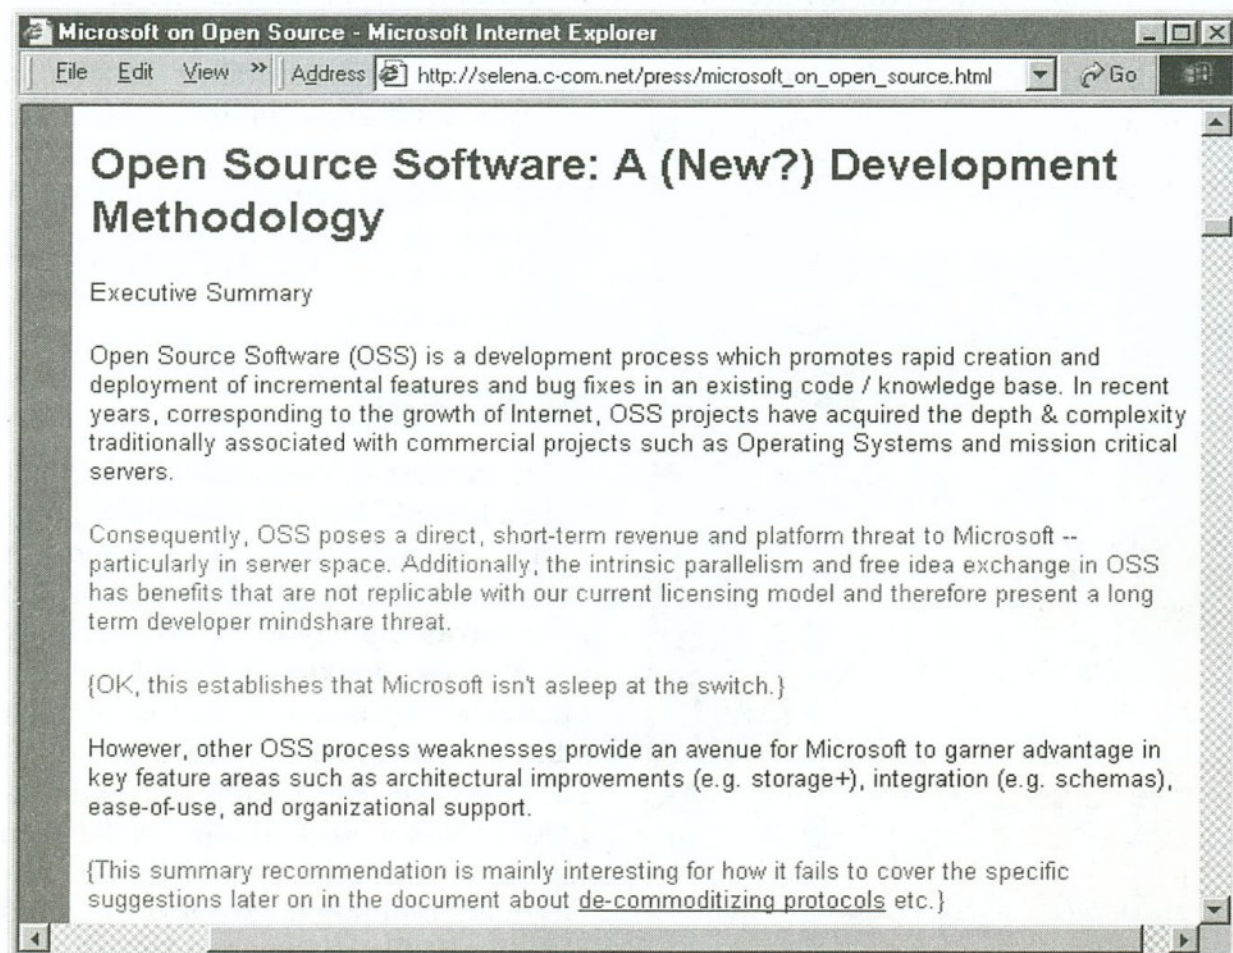 Microsoft on Open Source - Microsoft Internet Explorer
File Edit View » Address http://selena.c-com.net/press/microsoft_on_open_source.html Go
Open Source Software: A (New?) Development
Methodology
Executive Summary
Open Source Software (OSS) is a development process which promotes rapid creation and
deployment of incremental features and bug fixes in an existing code / knowledge base. In recent
years, corresponding to the growth of Internet, OSS projects have acquired the depth & complexity
traditionally associated with commercial projects such as Operating Systems and mission critical
servers.
Consequently, OSS poses a direct, short-term revenue and platform threat to Microsoft --
particularly in server space. Additionally, the intrinsic parallelism and free idea exchange in OSS
has benefits that are not replicable with our current licensing model and therefore present a long
term developer mindshare threat.
{OK, this establishes that Microsoft isn't asleep at the switch.}
However, other OSS process weaknesses provide an avenue for Microsoft to garner advantage in
key feature areas such as architectural improvements (e.g. storage+), integration (e.g. schemas),
ease-of-use, and organizational support.
{This summary recommendation is mainly interesting for how it fails to cover the specific
suggestions later on in the document about de-commoditizing protocols etc.}